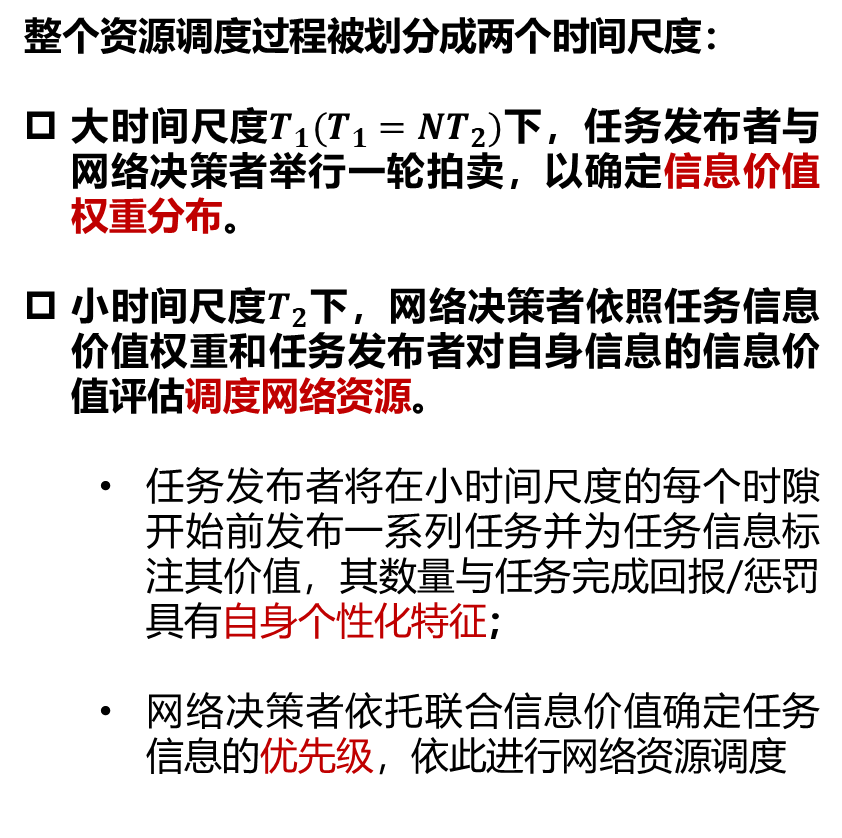 整个资源调度过程被划分成两个时间尺度：
□ 大时间尺度T₁(T₁ = NT₂)下，任务发布者与
网络决策者举行一轮拍卖，以确定信息价值
权重分布。
□ 小时间尺度T₂下，网络决策者依照任务信息
价值权重和任务发布者对自身信息的信息价
值评估调度网络资源。
• 任务发布者将在小时间尺度的每个时隙
开始前发布一系列任务并为任务信息标
注其价值，其数量与任务完成回报/惩罚
具有自身个性化特征；
• 网络决策者依托联合信息价值确定任务
信息的优先级，依此进行网络资源调度